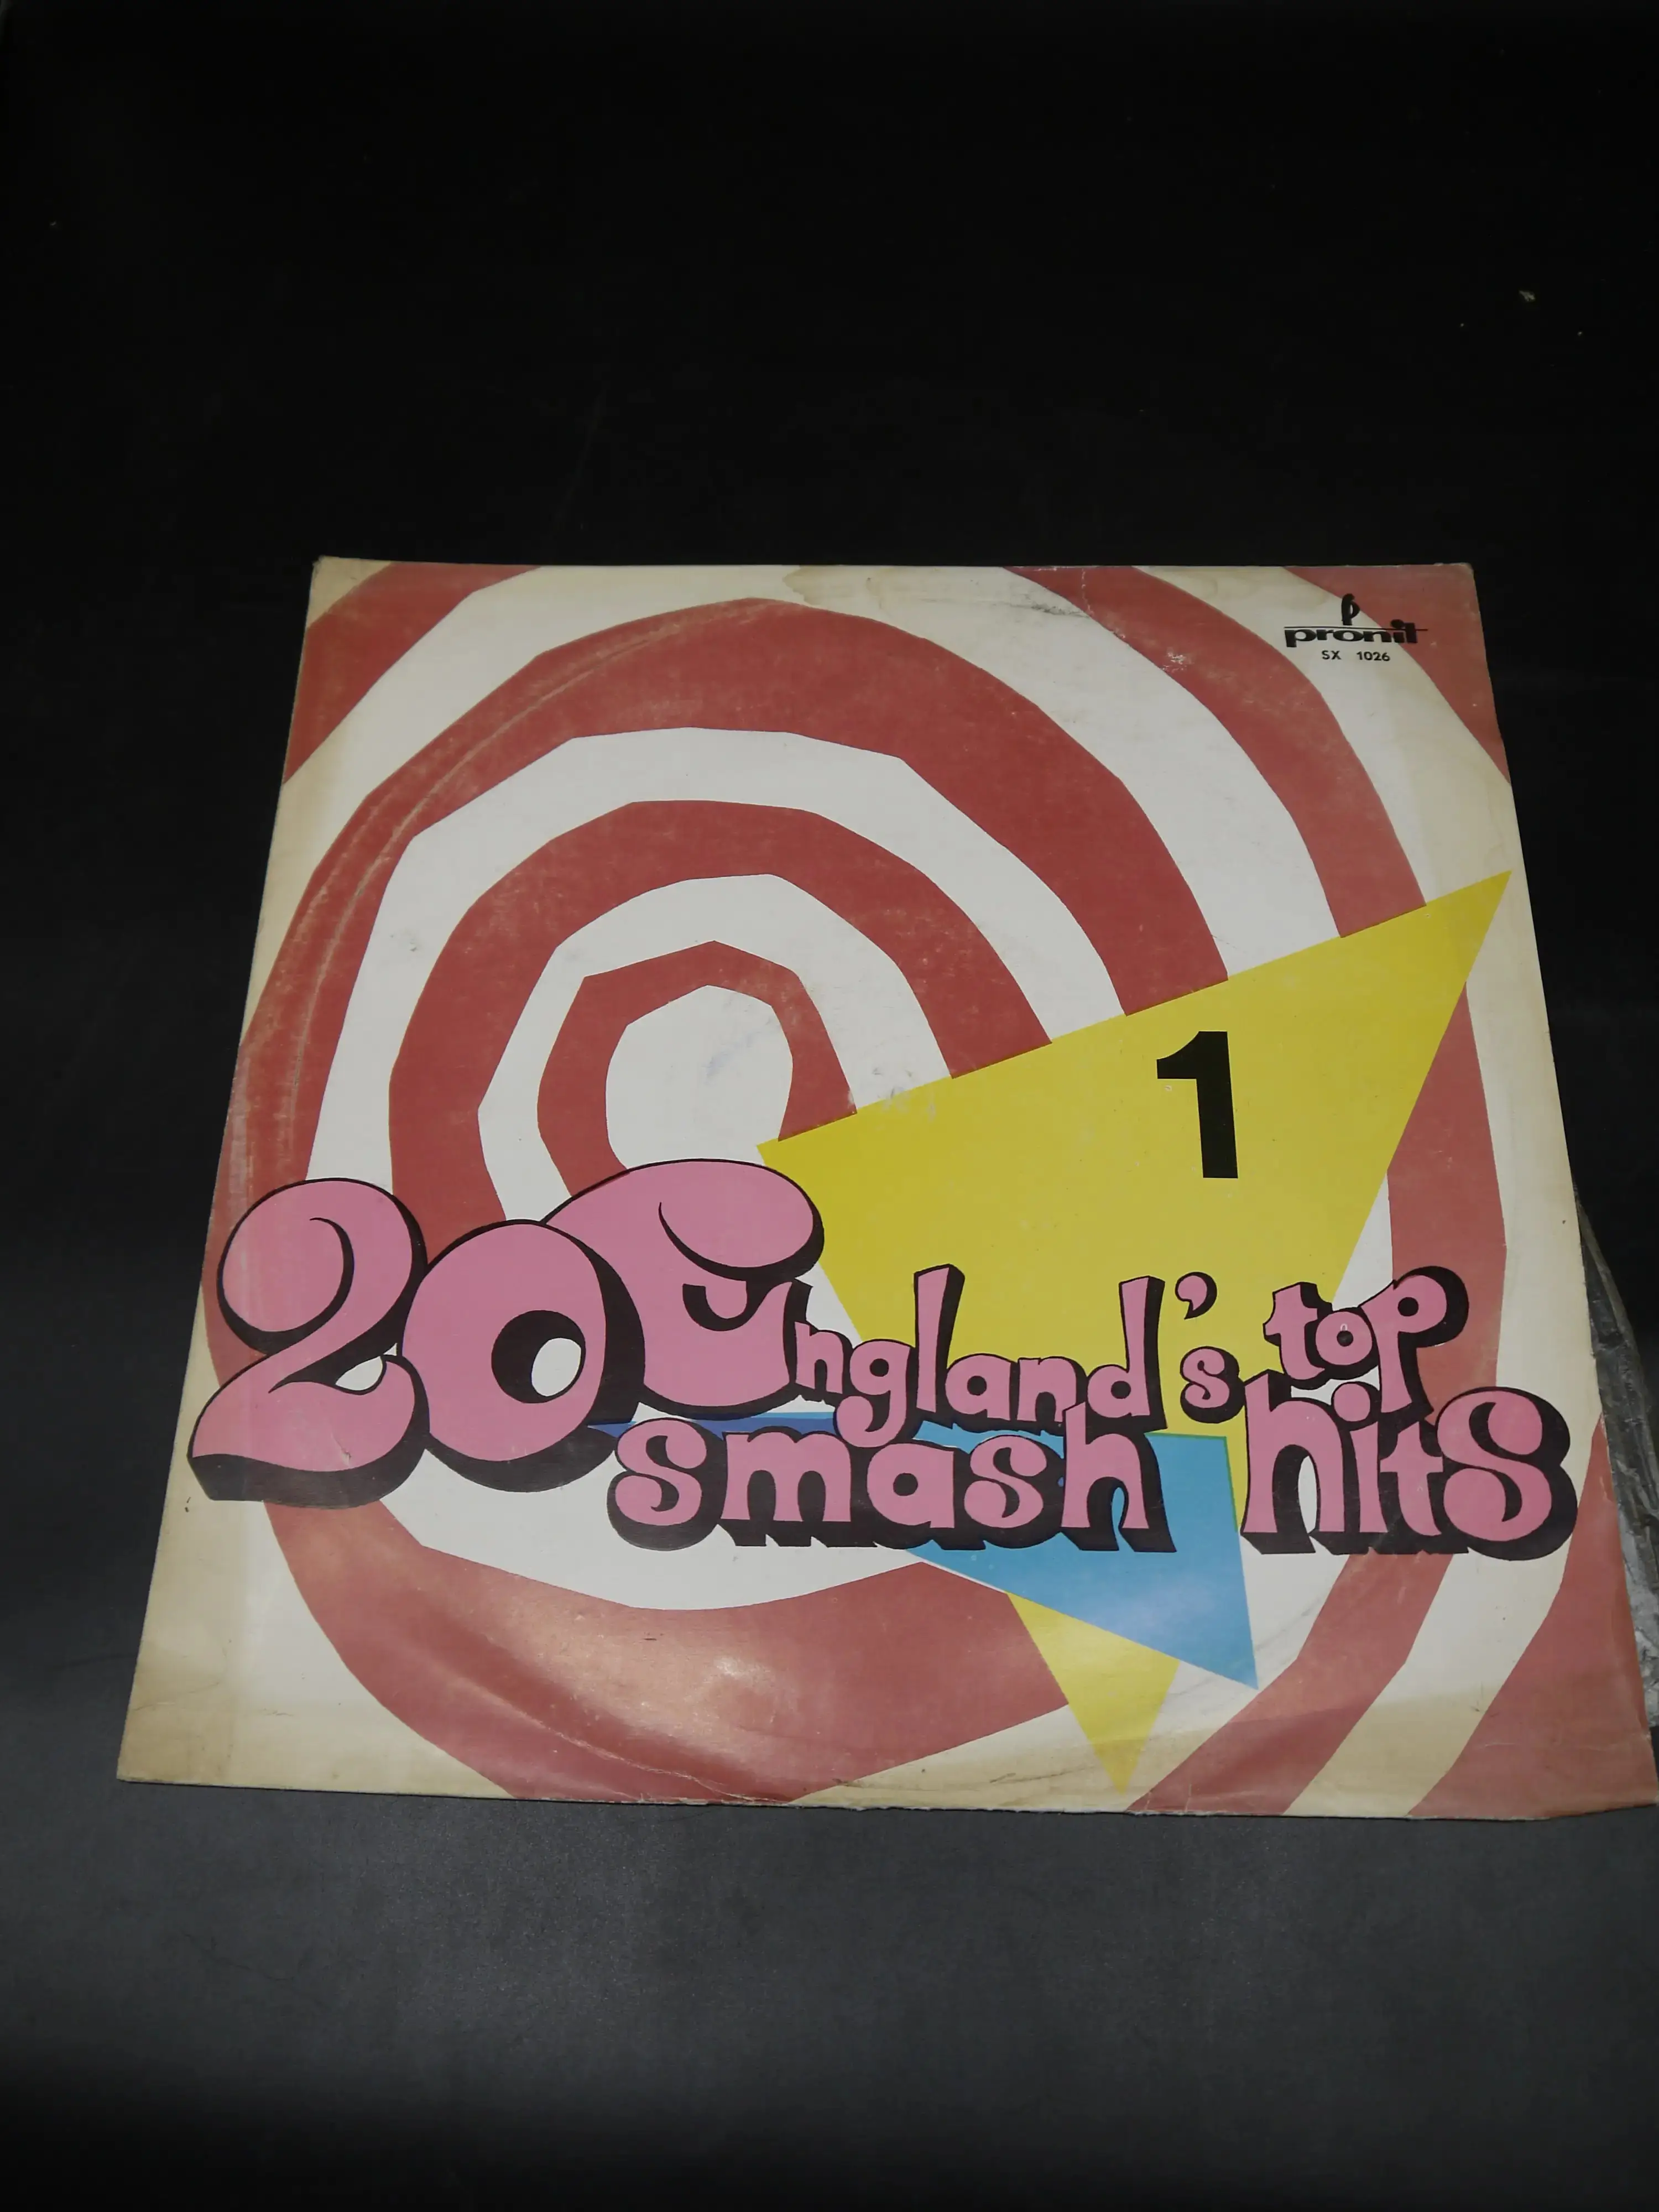 p
pronit
SX 1026
1
20 England's top
smash hits